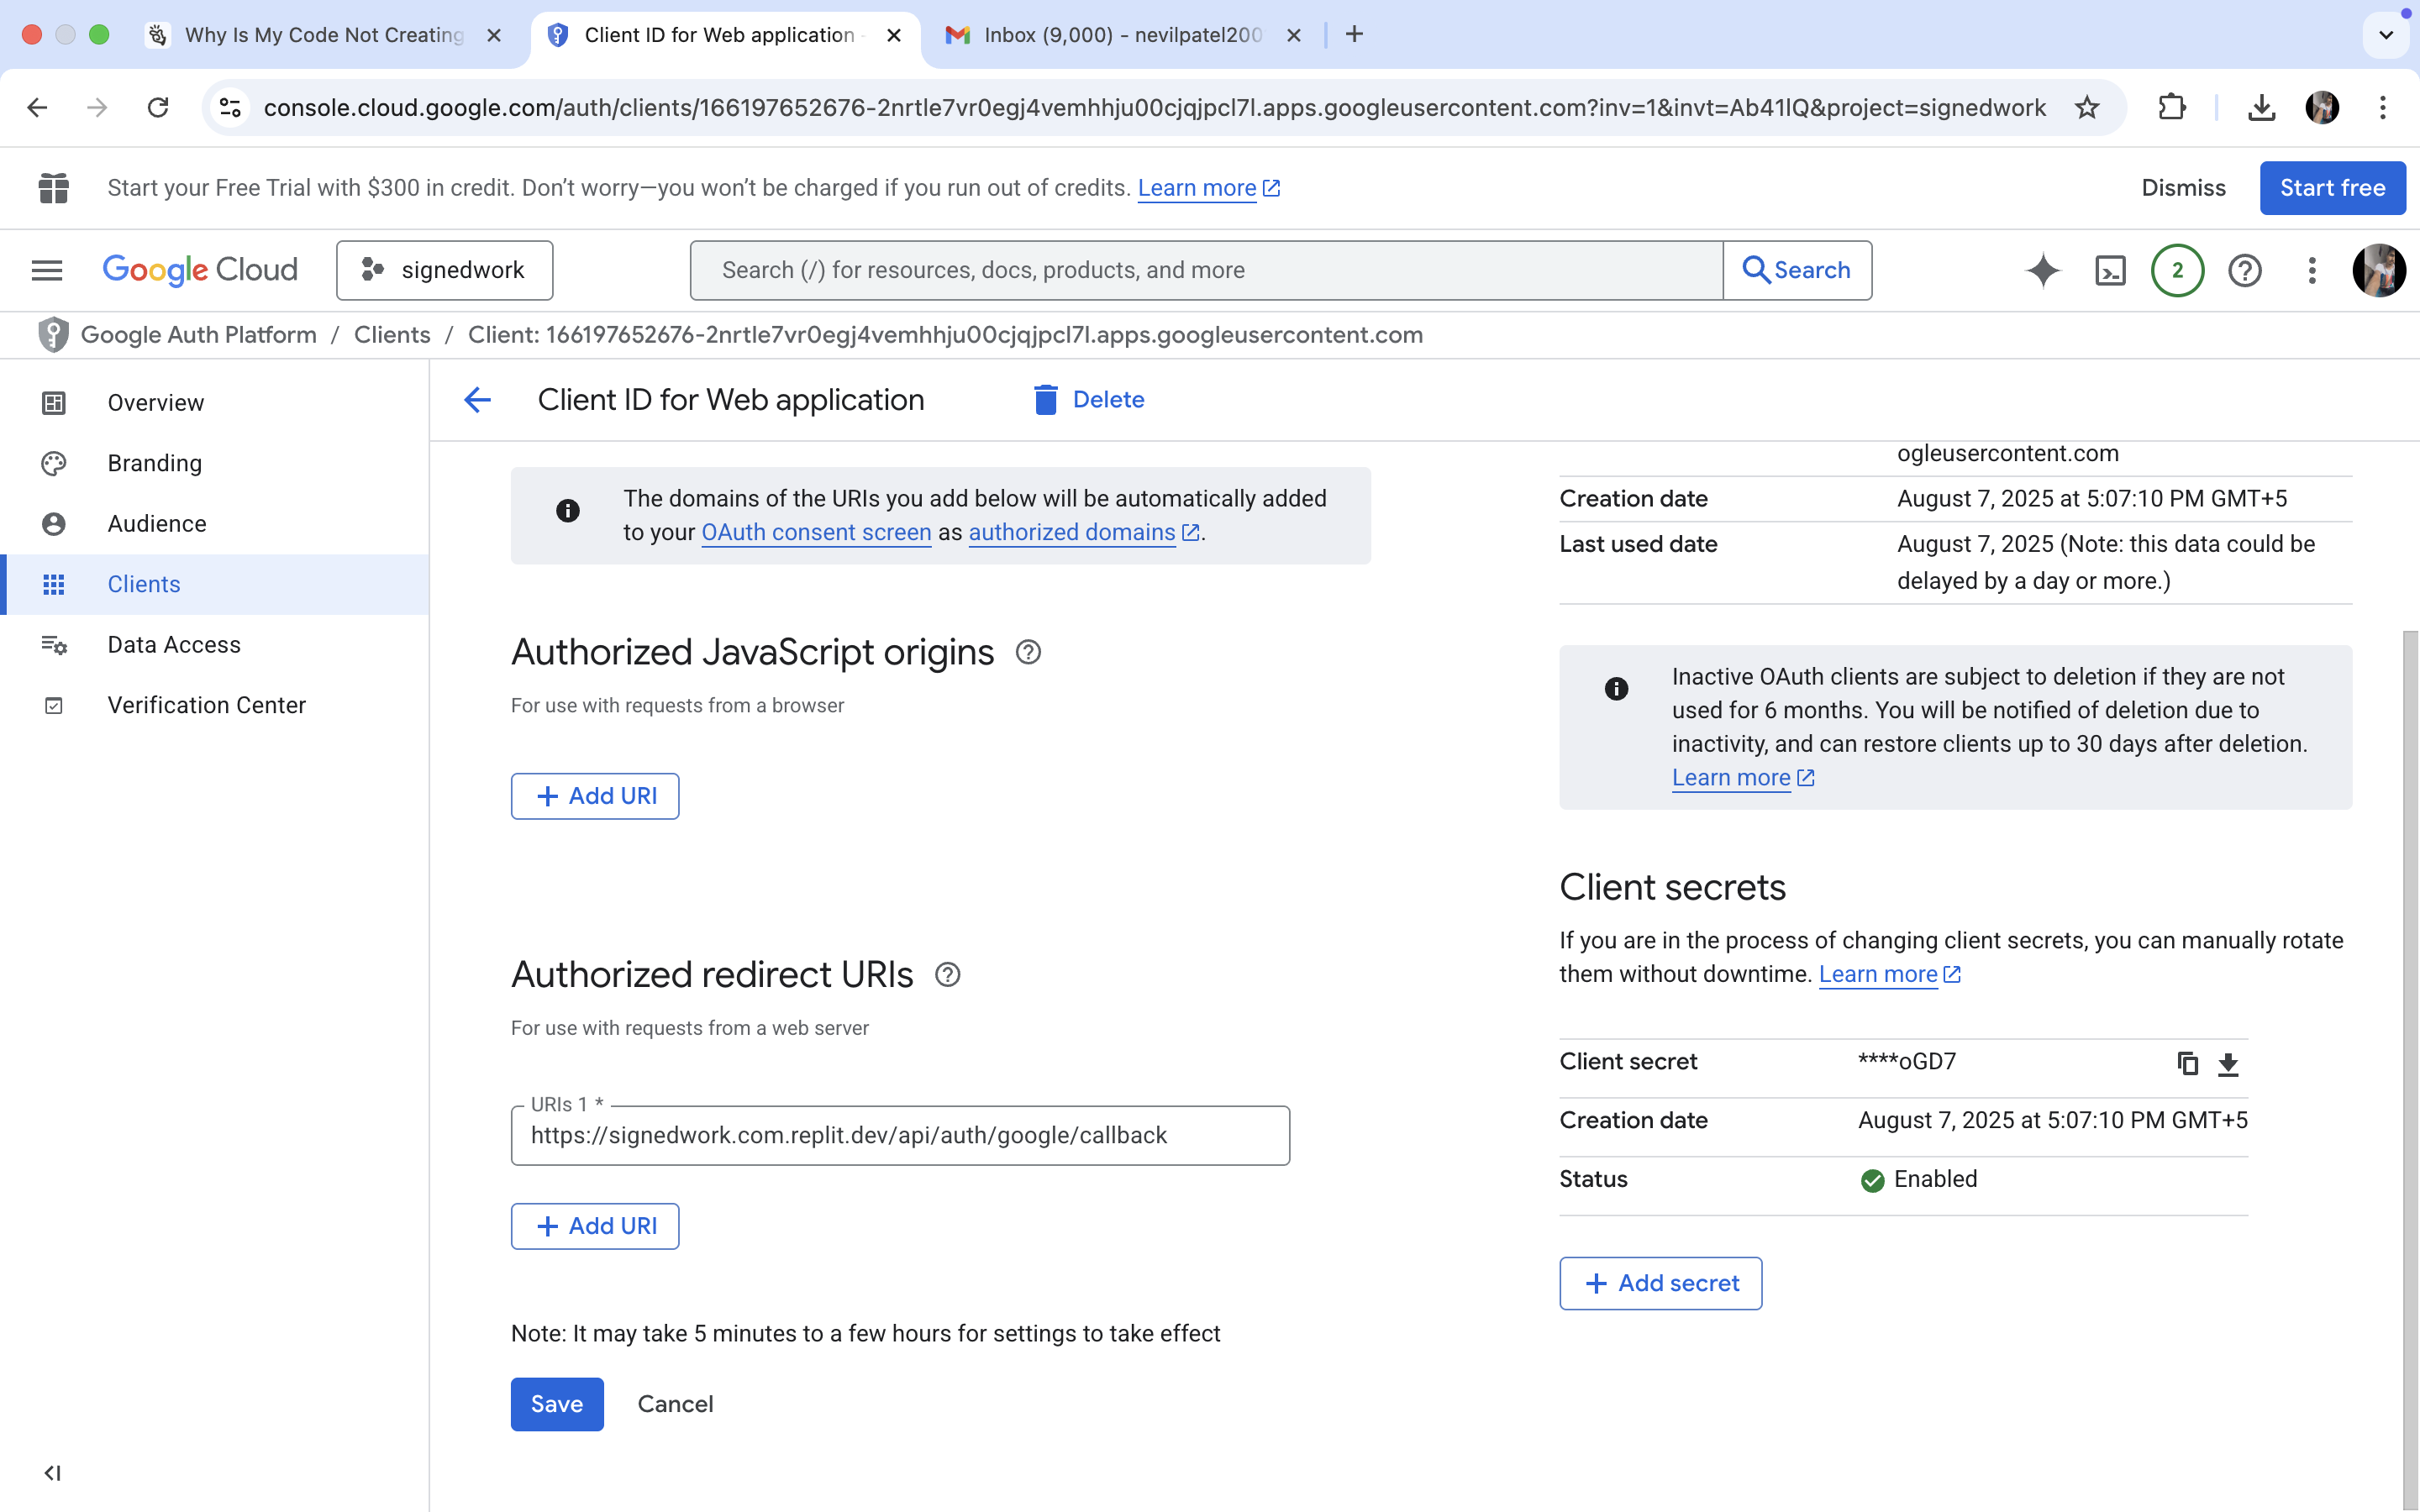 Why Is My Code Not Creating
Client ID for Web application -
Inbox (9,000) - nevilpatel200
console.cloud.google.com/auth/clients/166197652676-2nrtle7vr0egj4vemhhju00cjqjpcl7l.apps.googleusercontent.com?inv=1&invt=Ab41lQ&project=signedwork
Start your Free Trial with $300 in credit. Don’t worry—you won’t be charged if you run out of credits. Learn more
Dismiss
Start free
Google Cloud
signedwork
Search (/) for resources, docs, products, and more
Search
2
Google Auth Platform / Clients / Client: 166197652676-2nrtle7vr0egj4vemhhju00cjqjpcl7l.apps.googleusercontent.com
Overview
Branding
Audience
Clients
Data Access
Verification Center
Client ID for Web application
Delete
The domains of the URIs you add below will be automatically added
to your OAuth consent screen as authorized domains.
Authorized JavaScript origins
For use with requests from a browser
+ Add URI
Authorized redirect URIs
For use with requests from a web server
URIs 1 *
https://signedwork.com.replit.dev/api/auth/google/callback
+ Add URI
Note: It may take 5 minutes to a few hours for settings to take effect
Save
Cancel
ogleusercontent.com
Creation date August 7, 2025 at 5:07:10 PM GMT+5
Last used date August 7, 2025 (Note: this data could be
delayed by a day or more.)
Inactive OAuth clients are subject to deletion if they are not
used for 6 months. You will be notified of deletion due to
inactivity, and can restore clients up to 30 days after deletion.
Learn more
Client secrets
If you are in the process of changing client secrets, you can manually rotate
them without downtime. Learn more
Client secret ****oGD7
Creation date August 7, 2025 at 5:07:10 PM GMT+5
Status Enabled
+ Add secret